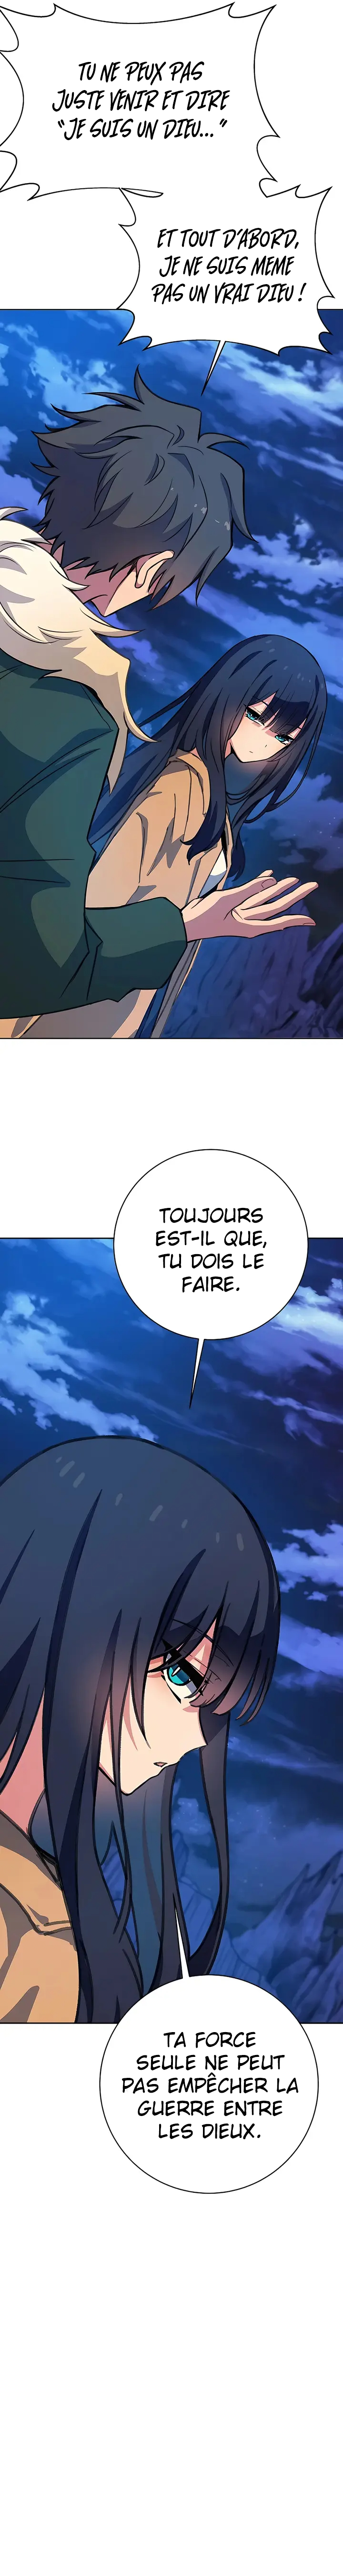 TU NE PEUX PAS
JUSTE VENIR ET DIRE
"JE SUIS UN DIEU..."
ET TOUT D'ABORD,
JE NE SUIS MEME
PAS UN VRAI DIEU !
TOUJOURS
EST-IL QUE,
TU DOIS LE
FAIRE.
TA FORCE
SEULE NE PEUT
PAS EMPÊCHER LA
GUERRE ENTRE
LES DIEUX.